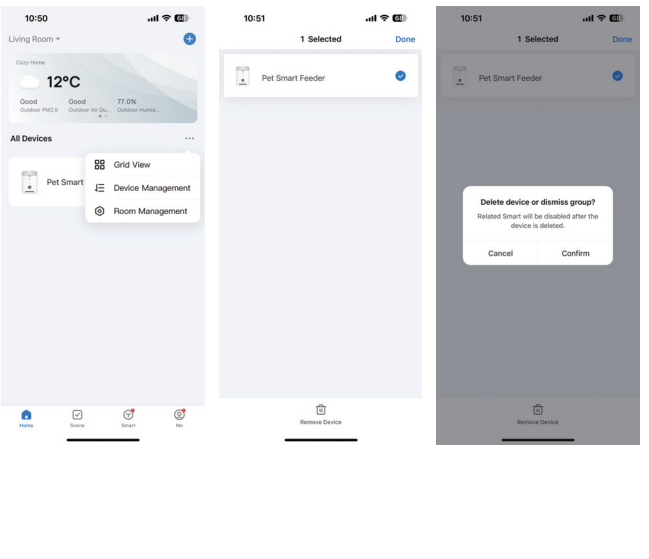 10:50
Living Room
Cozy Home
12°C
Good Good 77.0%
Outdoor PM2.5 Outdoor Air Qu... Outdoor Humid...
All Devices
Grid View
Pet Smart
Device Management
Room Management
Home Scene Smart Me
10:51
1 Selected Done
Pet Smart Feeder
Remove Device
10:51
1 Selected Done
Pet Smart Feeder
Delete device or dismiss group?
Related Smart will be disabled after the
device is deleted.
Cancel Confirm
Remove Device